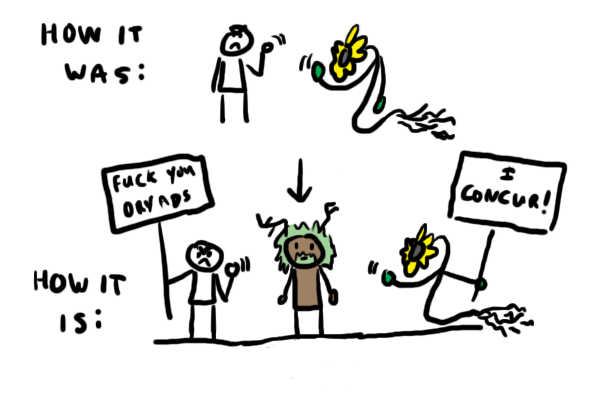 HOW IT
WAS:
FUCK YOU
DRYADS
I
CONCUR!
HOW IT
IS: